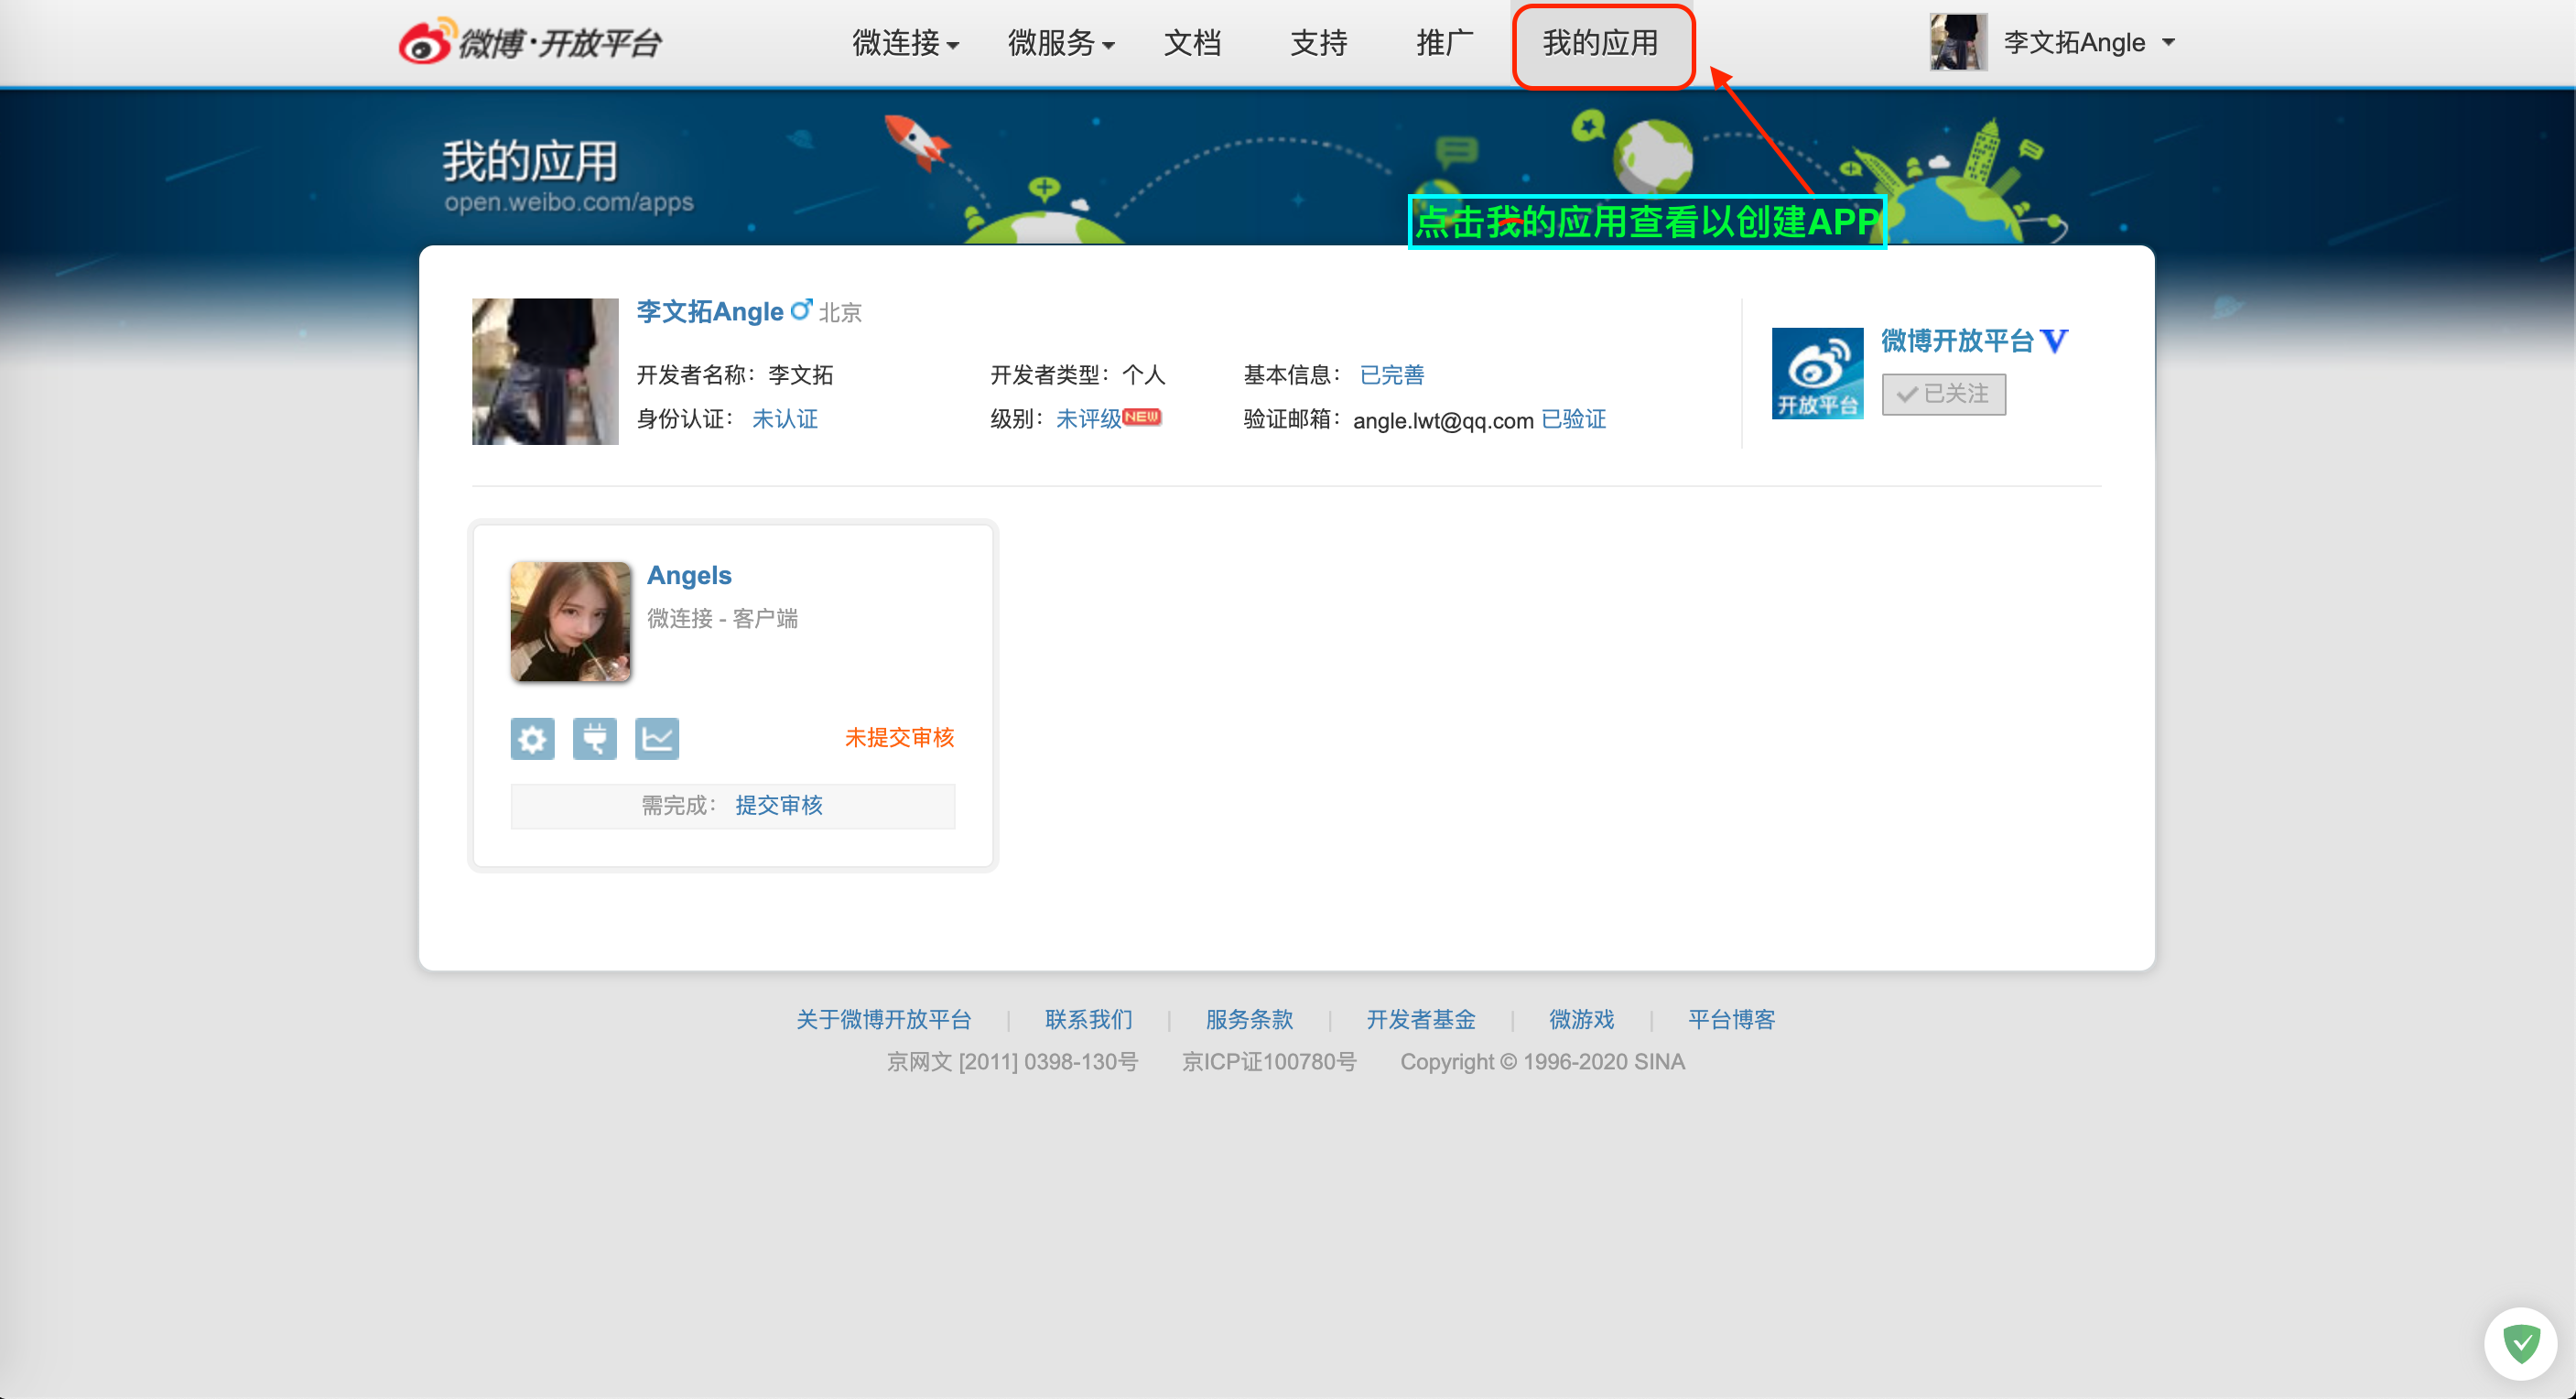 微博·开放平台 微连接 微服务 文档 支持 推广 我的应用 李文拓Angle
我的应用
open.weibo.com/apps
点击我的应用查看以创建APP
李文拓Angle 北京
开发者名称：李文拓 开发者类型：个人 基本信息： 已完善
身份认证： 未认证 级别：未评级 NEW 验证邮箱：angle.lwt@qq.com 已验证
微博开放平台 V
开放平台
已关注
Angels
微连接 - 客户端
未提交审核
需完成： 提交审核
关于微博开放平台 | 联系我们 | 服务条款 | 开发者基金 | 微游戏 | 平台博客
京网文 [2011] 0398-130号 京ICP证100780号 Copyright © 1996-2020 SINA